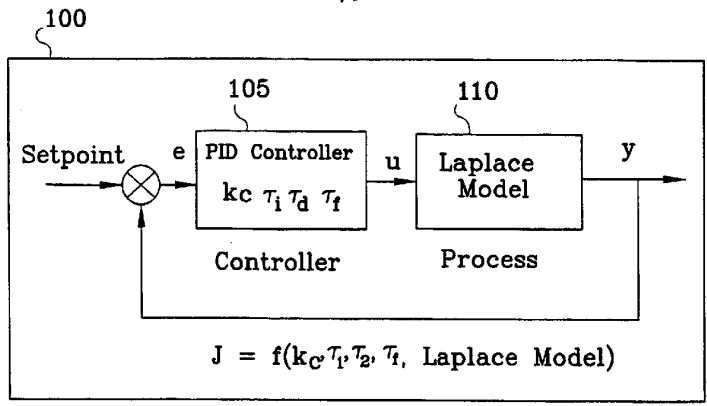 100
105
110
Setpoint
e
PID Controller
kc τi τd τf
u
Laplace
Model
y
Controller
Process
J = f(kc, τ1, τ2, τf, Laplace Model)